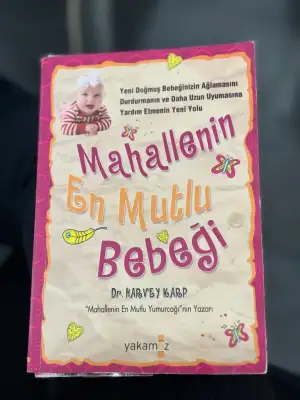 Yeni Doğmuş Bebeğinizin Ağlamasını
Durdurmanın ve Daha Uzun Uyumasına
Yardım Etmenin Yeni Yolu
Mahallenin
En Mutlu
Bebeği
Dr. HARVEY KARP
"Mahallenin En Mutlu Yumurcağı"nın Yazarı
yakamoz